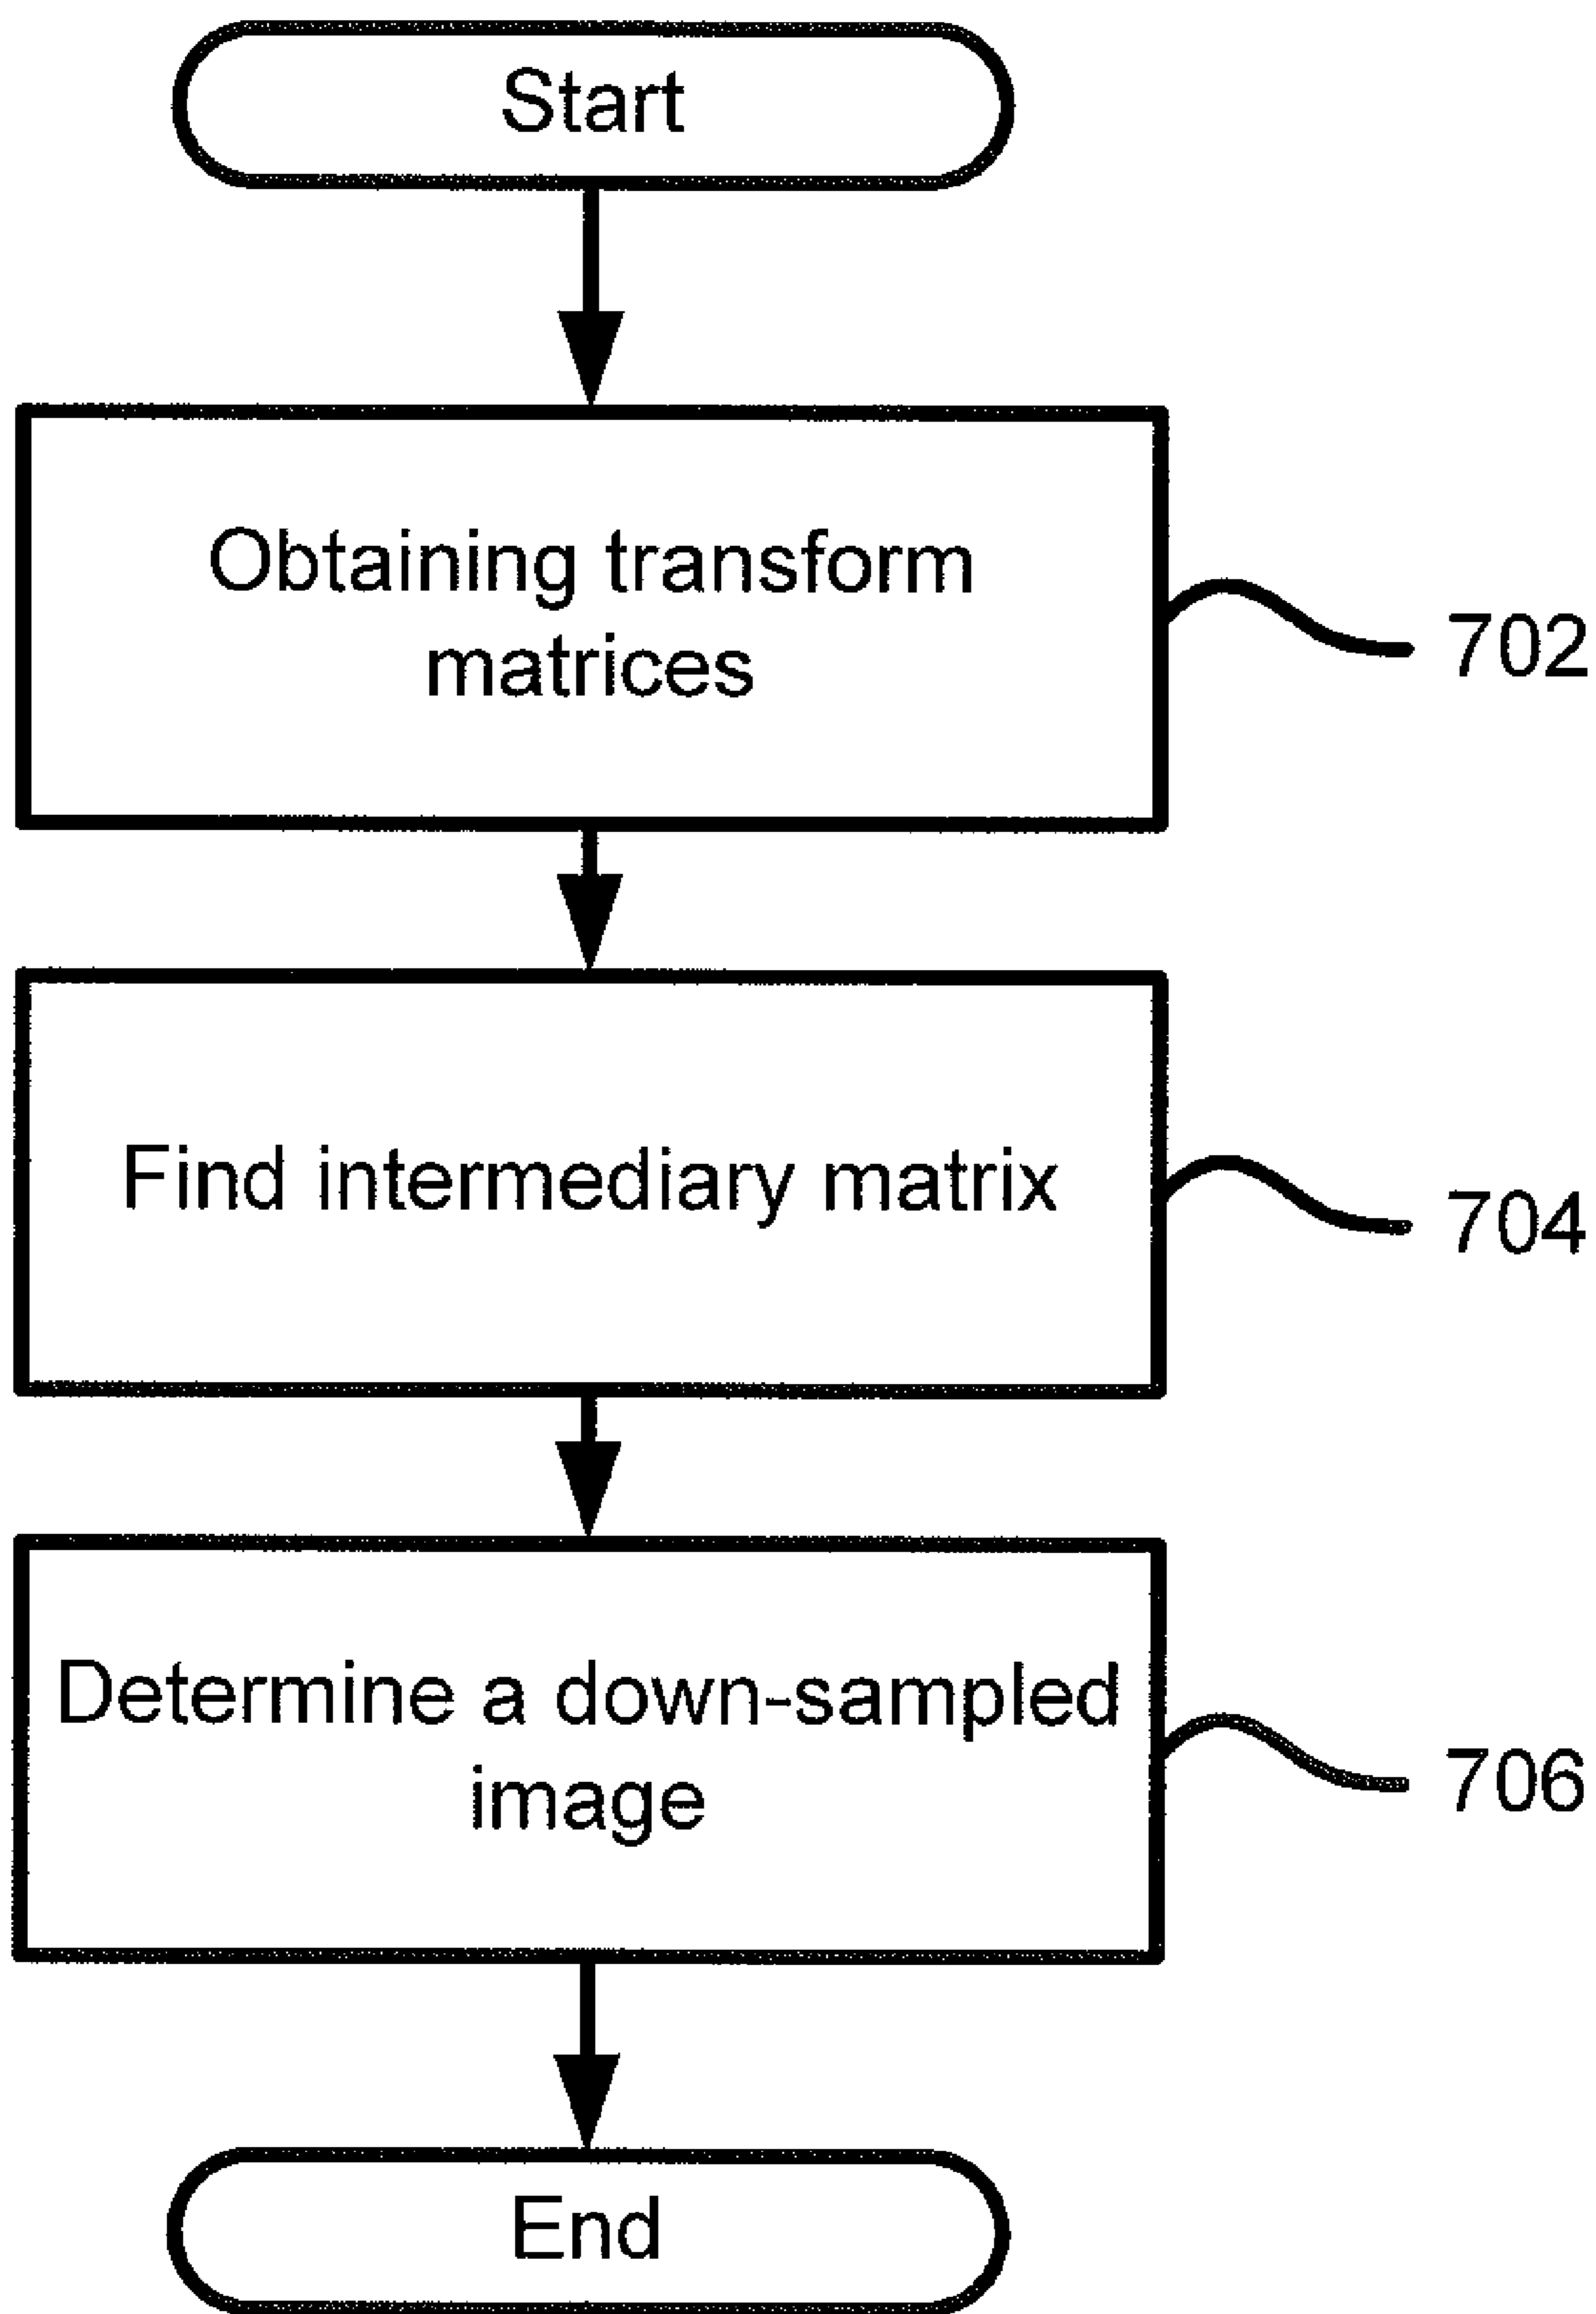 Start
Obtaining transform
matrices
702
Find intermediary matrix
704
Determine a down-sampled
image
706
End